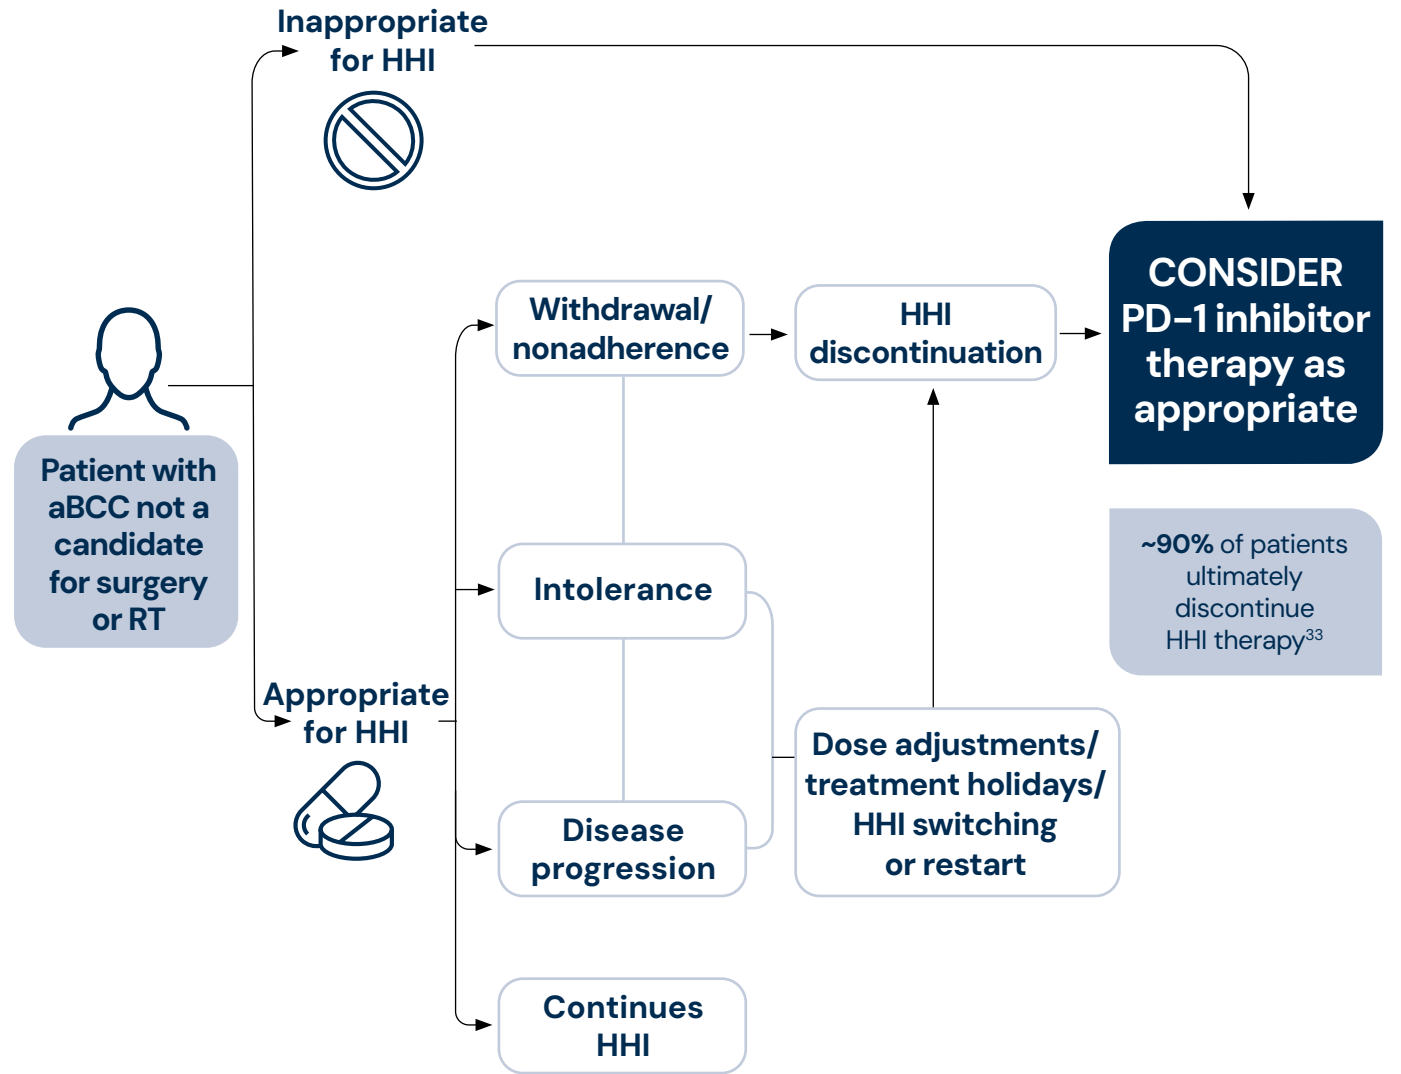 Inappropriate
for HHI
Patient with
aBCC not a
candidate
for surgery
or RT
Appropriate
for HHI
Withdrawal/
nonadherence
Intolerance
Disease
progression
Continues
HHI
HHI
discontinuation
Dose adjustments/
treatment holidays/
HHI switching
or restart
CONSIDER
PD-1 inhibitor
therapy as
appropriate
~90% of patients
ultimately
discontinue
HHI therapy³³